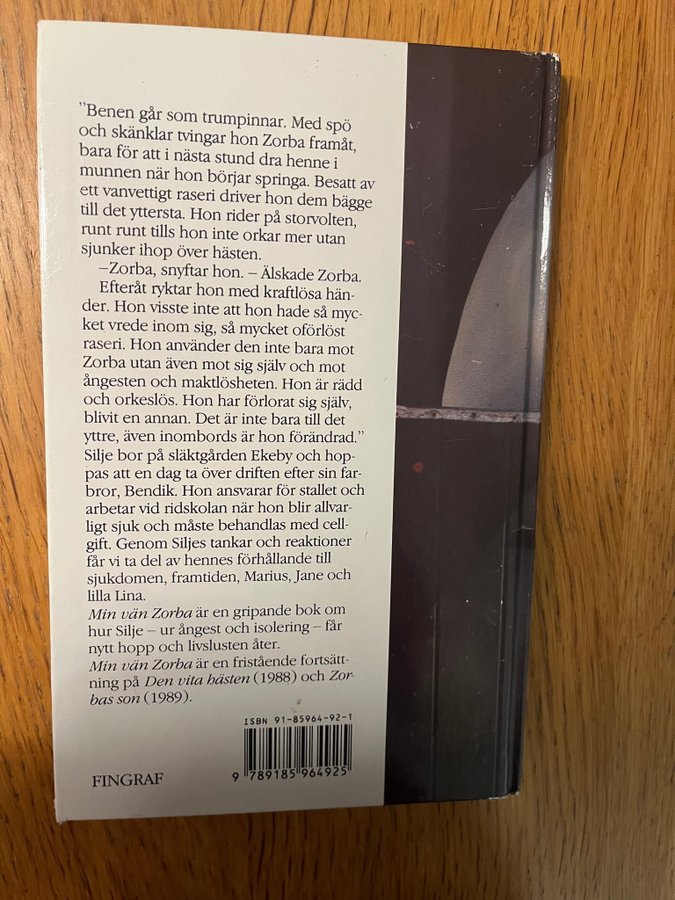 ”Benen går som trumpinnar. Med spö
och skänklar tvingar hon Zorba framåt,
bara för att i nästa stund dra henne i
munnen när hon börjar springa. Besatt av
ett vanvettigt raseri driver hon dem bägge
till det yttersta. Hon rider på storvolten,
runt runt tills hon inte orkar mer utan
sjunker ihop över hästen.
–Zorba, snyftar hon. – Älskade Zorba.
Efteråt ryktar hon med kraftlösa hän-
der. Hon visste inte att hon hade så myc-
ket vrede inom sig, så mycket oförlöst
raseri. Hon använder den inte bara mot
Zorba utan även mot sig själv och mot
ångesten och maktlösheten. Hon är rädd
och orkeslös. Hon har förlorat sig själv,
blivit en annan. Det är inte bara till det
yttre, även inombords är hon förändrad.”
Silje bor på släktgården Ekeby och hop-
pas att en dag ta över driften efter sin far-
bror, Bendik. Hon ansvarar för stallet och
arbetar vid ridskolan när hon blir allvar-
ligt sjuk och måste behandlas med cell-
gift. Genom Siljes tankar och reaktioner
får vi ta del av hennes förhållande till
sjukdomen, framtiden, Marius, Jane och
lilla Lina.
Min vän Zorba är en gripande bok om
hur Silje – ur ångest och isolering – får
nytt hopp och livslusten åter.
Min vän Zorba är en fristående fortsätt-
ning på Den vita hästen (1988) och Zor-
bas son (1989).
ISBN 91-85964-92-1
9 789185 964925
FINGRAF